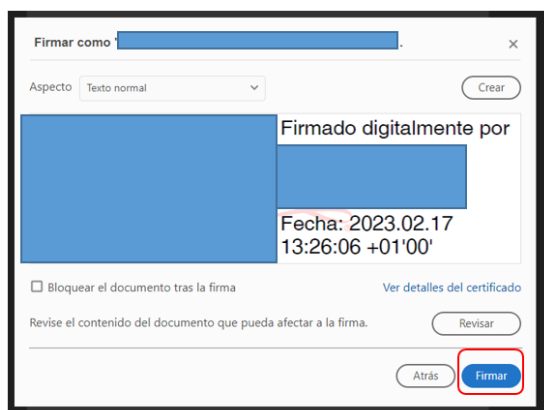 Firmar como '.
×
Aspecto Texto normal Crear
Firmado digitalmente por
Fecha: 2023.02.17
13:26:06 +01'00'
Bloquear el documento tras la firma Ver detalles del certificado
Revise el contenido del documento que pueda afectar a la firma. Revisar
Atrás Firmar